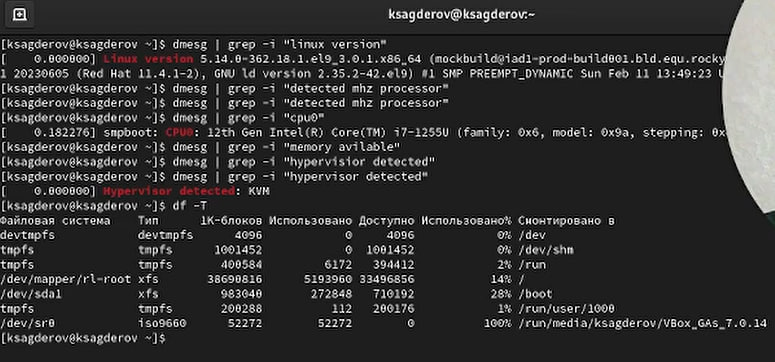 ksagderov@ksagderov:~
[ksagderov@ksagderov ~]$ dmesg | grep -i "linux version"
[    0.000000] Linux version 5.14.0-362.18.1.el9_3.0.1.x86_64 (mockbuild@iad1-prod-build001.bld.equ.rocky
1 20230605 (Red Hat 11.4.1-2), GNU ld version 2.35.2-42.el9) #1 SMP PREEMPT_DYNAMIC Sun Feb 11 13:49:23 U
[ksagderov@ksagderov ~]$ dmesg | grep -i "detected mhz processor"
[ksagderov@ksagderov ~]$ dmesg | grep -i "detected mhz processor"
[ksagderov@ksagderov ~]$ dmesg | grep -i "cpu0"
[    0.182276] smpboot: CPU0: 12th Gen Intel(R) Core(TM) i7-1255U (family: 0x6, model: 0x9a, stepping: 0x
[ksagderov@ksagderov ~]$ dmesg | grep -i "memory avilable"
[ksagderov@ksagderov ~]$ dmesg | grep -i "hypervisior detected"
[ksagderov@ksagderov ~]$ dmesg | grep -i "hypervisor detected"
[    0.000000] Hypervisor detected: KVM
[ksagderov@ksagderov ~]$ df -T
Файловая система Тип 1K-блоков Использовано Доступно Использовано% Смонтировано в
devtmpfs devtmpfs 4096 0 4096 0% /dev
tmpfs tmpfs 1001452 0 1001452 0% /dev/shm
tmpfs tmpfs 400584 6172 394412 2% /run
/dev/mapper/rl-root xfs 38690816 5193960 33496856 14% /
/dev/sda1 xfs 983040 272848 710192 28% /boot
tmpfs tmpfs 200288 112 200176 1% /run/user/1000
/dev/sr0 iso9660 52272 52272 0 100% /run/media/ksagderov/VBox_GAs_7.0.14
[ksagderov@ksagderov ~]$